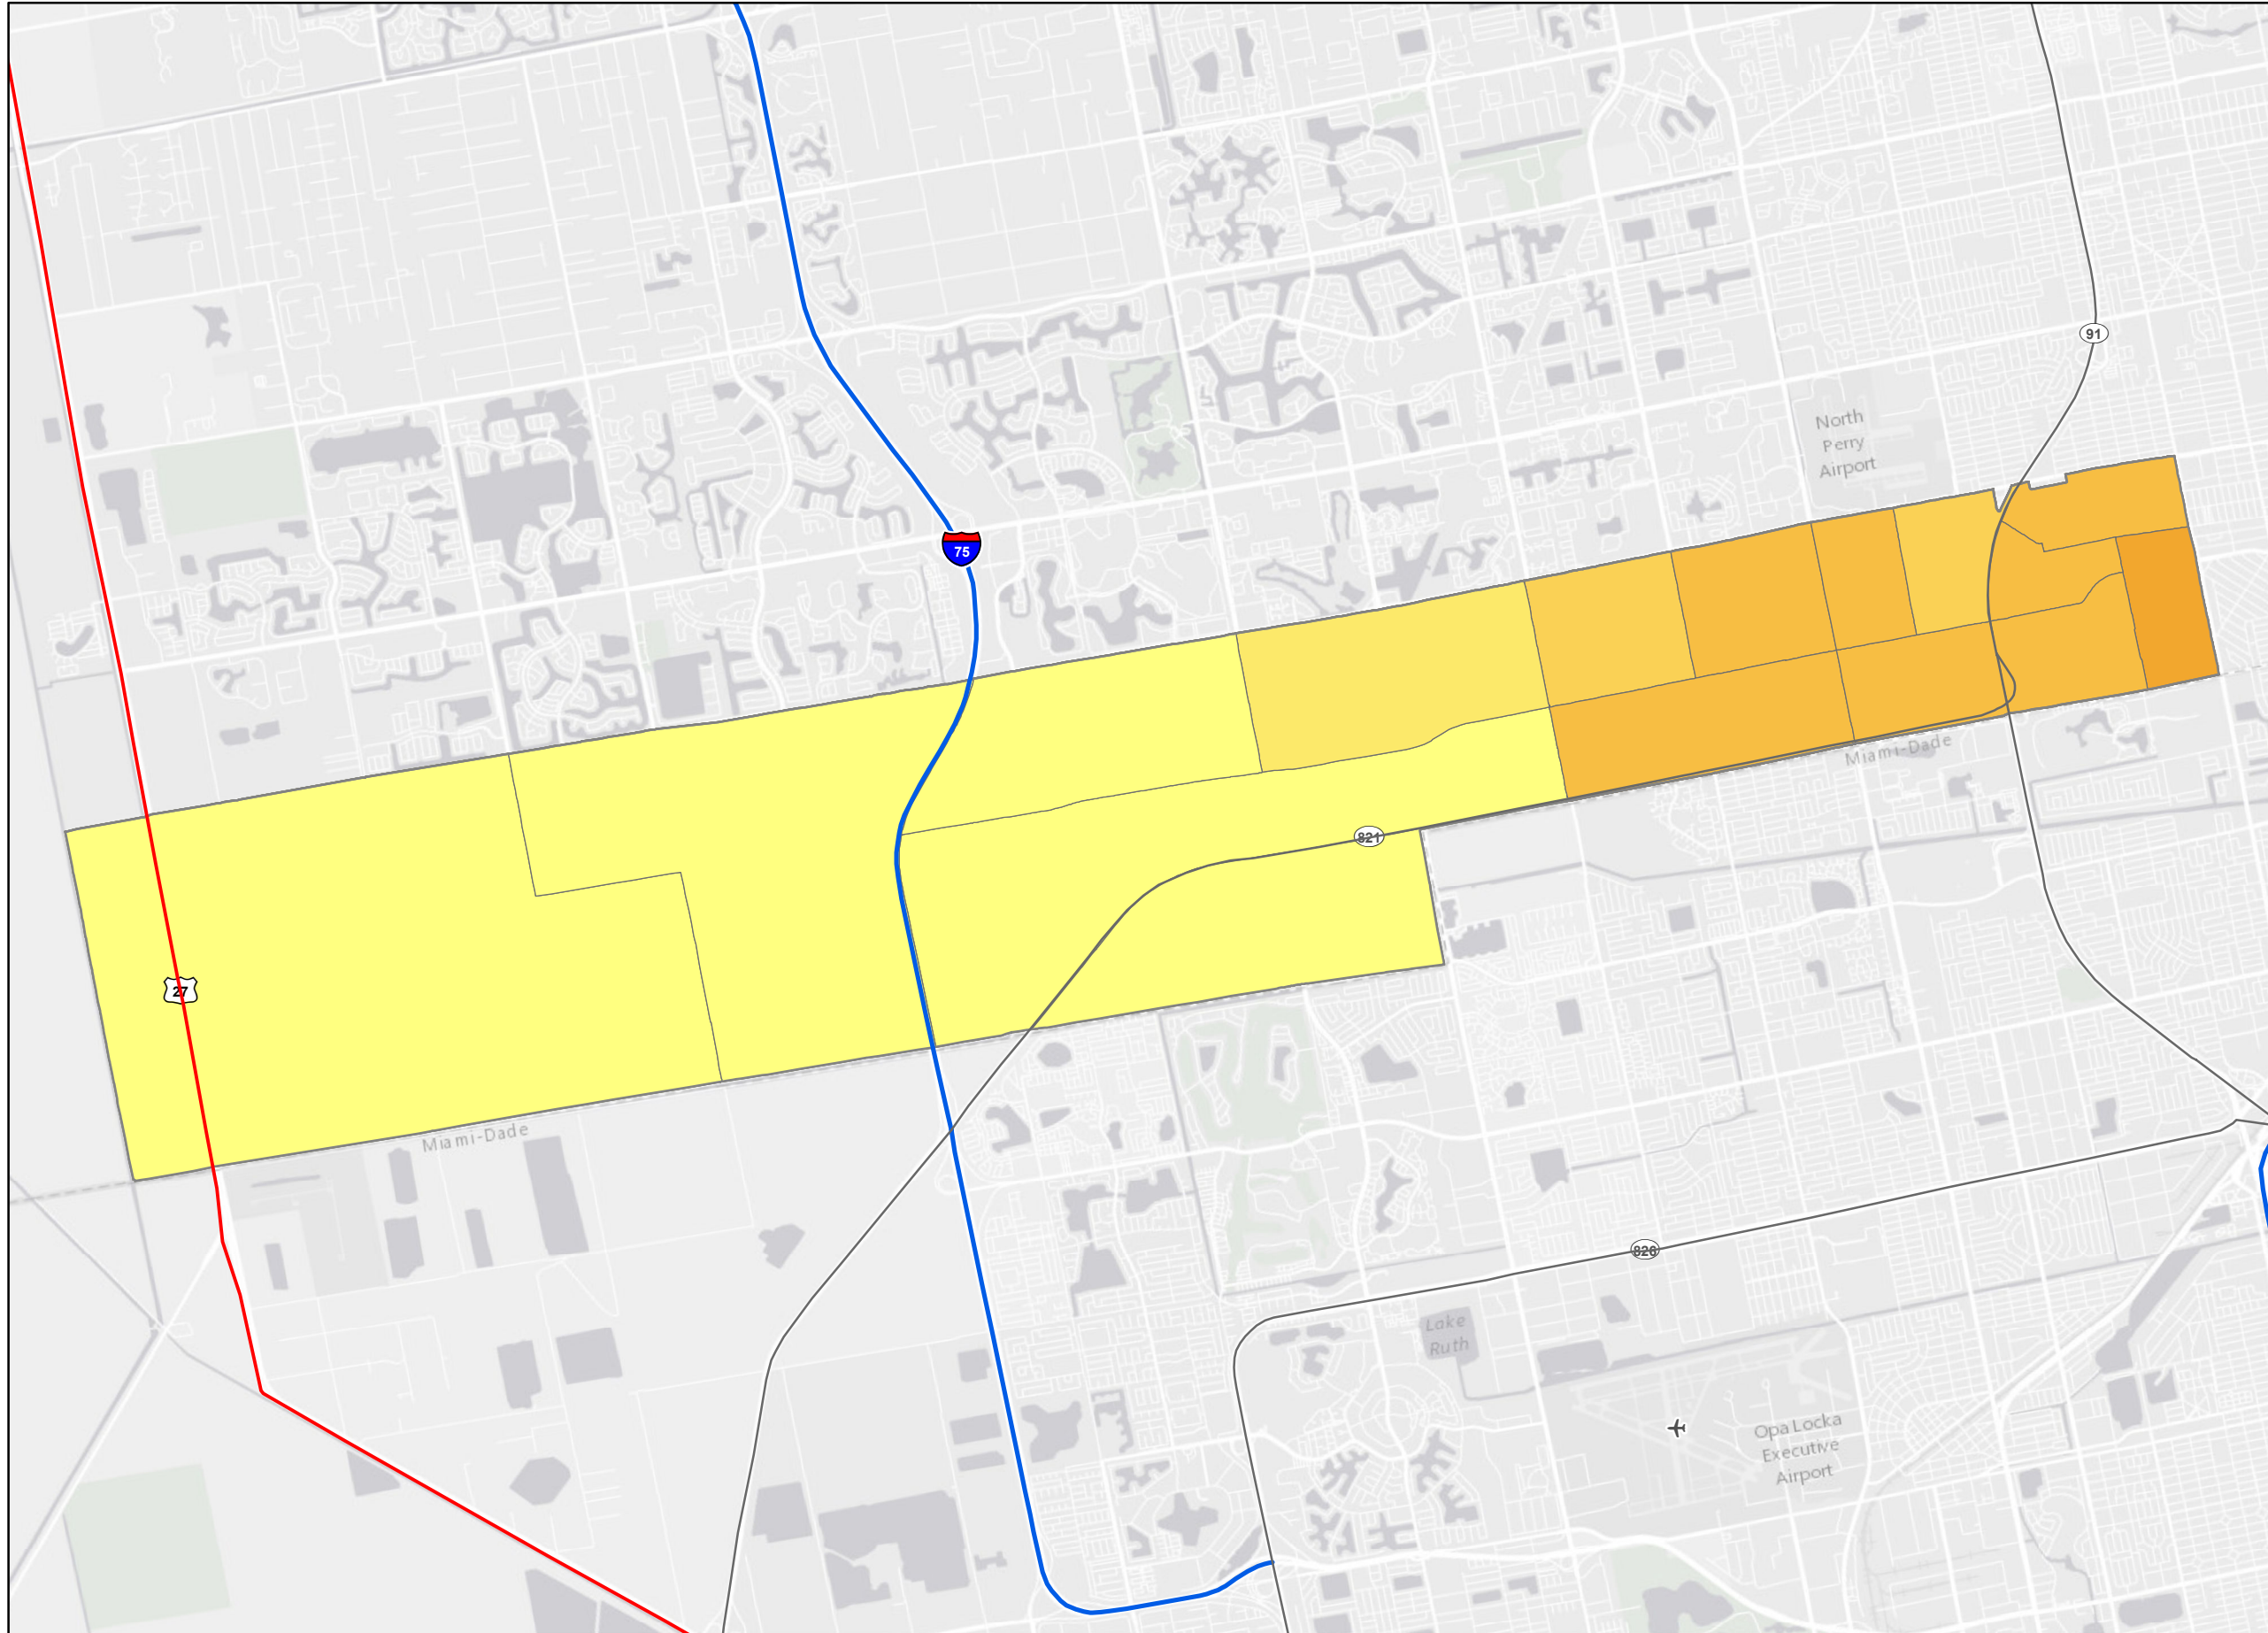 91
North
Perry
Airport
75
Miami-Dade
821
27
Miami-Dade
826
Lake
Ruth
Opa Locka
Executive
Airport